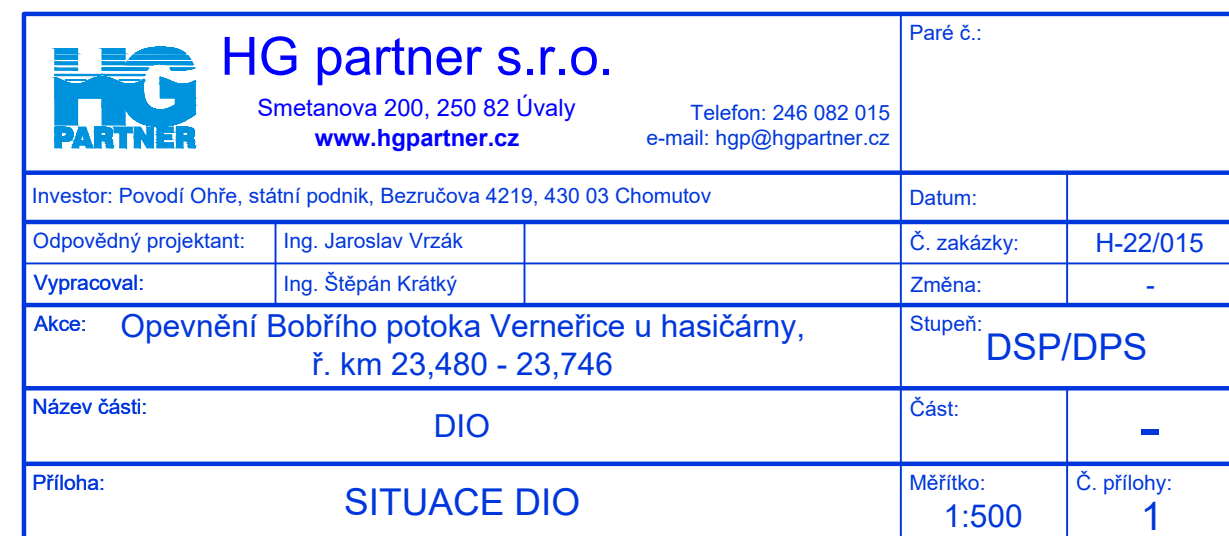 HG
PARTNER
HG partner s.r.o.
Smetanova 200, 250 82 Úvaly
www.hgpartner.cz
Telefon: 246 082 015
e-mail: hgp@hgpartner.cz
Paré č.:
Investor: Povodí Ohře, státní podnik, Bezručova 4219, 430 03 Chomutov
Datum:
Odpovědný projektant: Ing. Jaroslav Vrzák
Č. zakázky: H-22/015
Vypracoval: Ing. Štěpán Krátký
Změna: -
Akce: Opevnění Bobřího potoka Verneřice u hasičárny,
ř. km 23,480 - 23,746
Stupeň: DSP/DPS
Název části:
DIO
Část:
-
Příloha:
SITUACE DIO
Měřítko:
1:500
Č. přílohy:
1